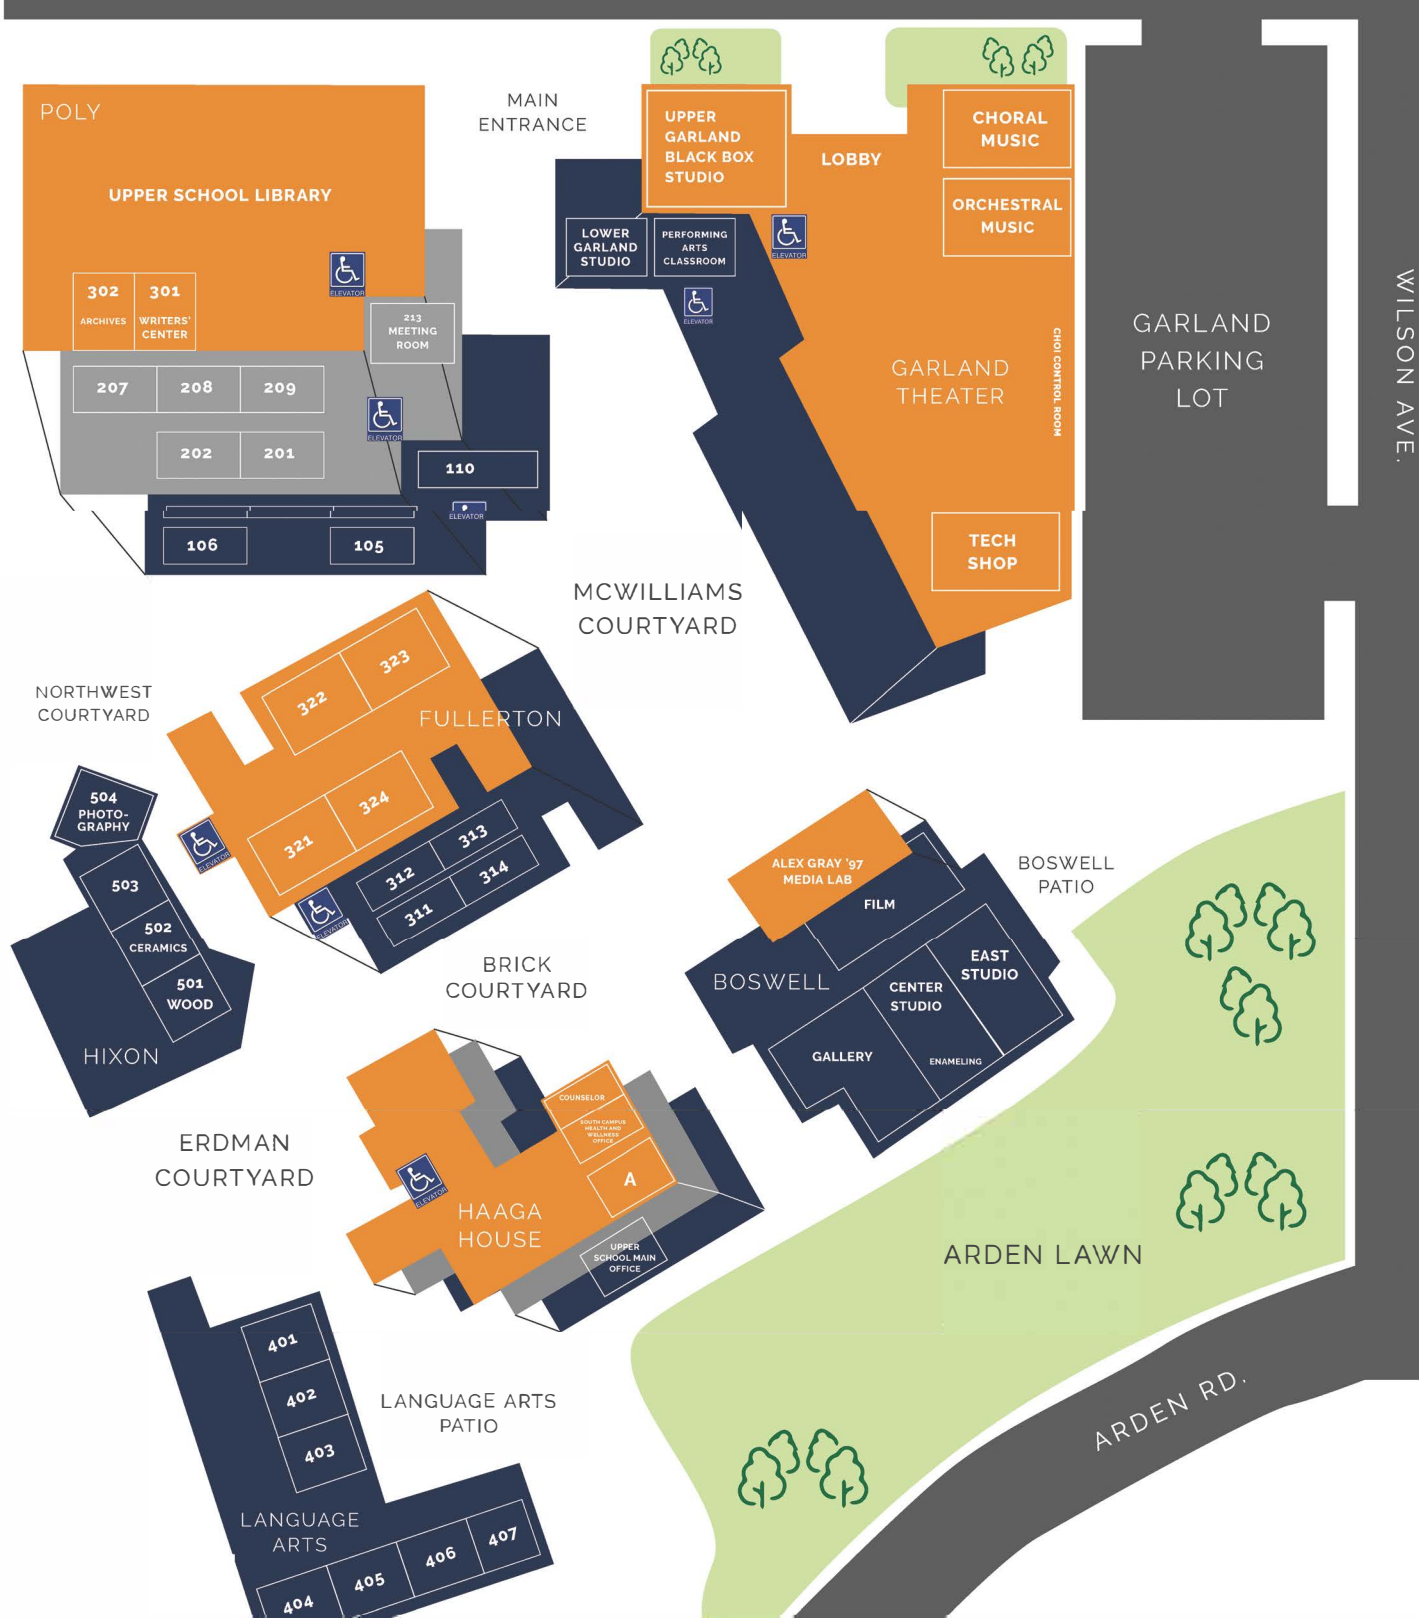 POLY
UPPER SCHOOL LIBRARY
302
ARCHIVES
301
WRITERS'
CENTER
ELEVATOR
213
MEETING
ROOM
207
208
209
ELEVATOR
202
201
110
ELEVATOR
106
105
MAIN
ENTRANCE
UPPER
GARLAND
BLACK BOX
STUDIO
LOBBY
CHORAL
MUSIC
ORCHESTRAL
MUSIC
LOWER
GARLAND
STUDIO
PERFORMING
ARTS
CLASSROOM
ELEVATOR
ELEVATOR
GARLAND
THEATER
CHOI CONTROL ROOM
TECH
SHOP
GARLAND
PARKING
LOT
WILSON AVE.
MCWILLIAMS
COURTYARD
NORTHWEST
COURTYARD
323
322
FULLERTON
324
321
ELEVATOR
313
312
314
311
ELEVATOR
504
PHOTO-
GRAPHY
503
502
CERAMICS
501
WOOD
HIXON
BRICK
COURTYARD
ALEX GRAY '97
MEDIA LAB
FILM
BOSWELL
PATIO
BOSWELL
EAST
STUDIO
CENTER
STUDIO
GALLERY
ENAMELING
ERDMAN
COURTYARD
COUNSELOR
SOUTH CAMPUS
HEALTH AND
WELLNESS
OFFICE
A
ELEVATOR
HAAGA
HOUSE
UPPER
SCHOOL MAIN
OFFICE
ARDEN LAWN
401
402
403
LANGUAGE ARTS
PATIO
LANGUAGE
ARTS
404
405
406
407
ARDEN RD.